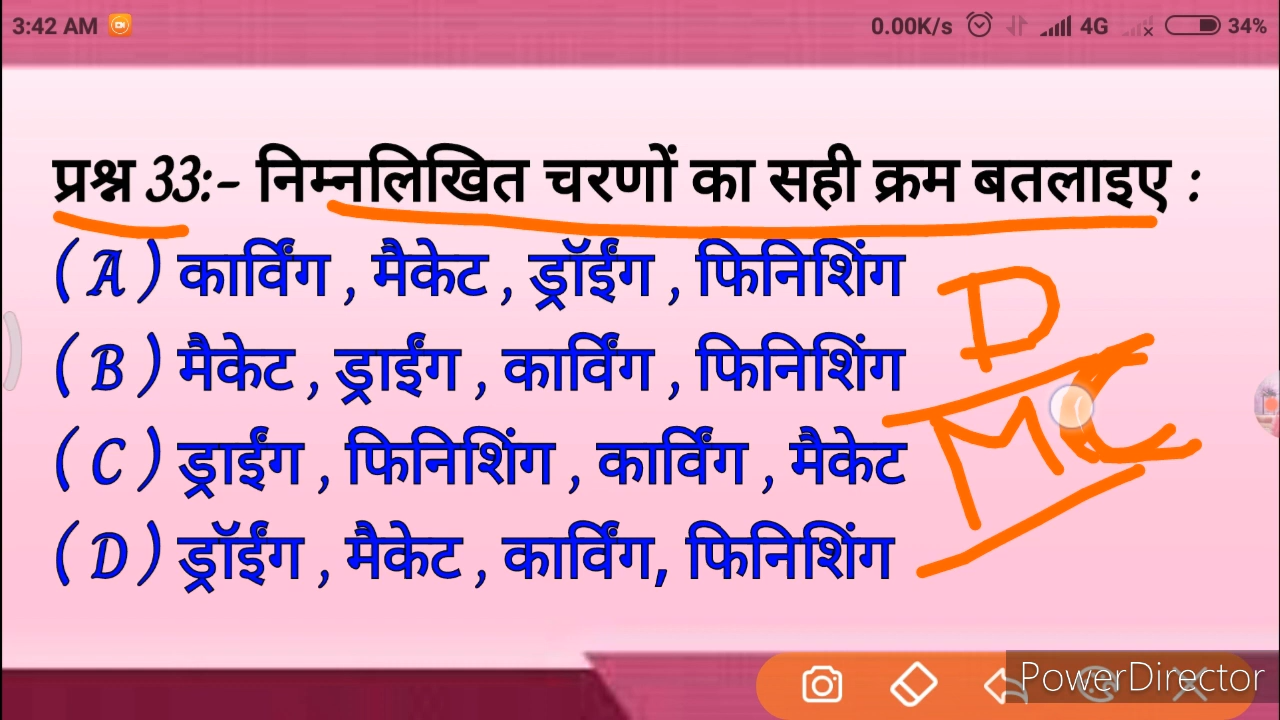 3:42 AM 0.00K/s 4G 34%
प्रश्न 33:- निम्नलिखित चरणों का सही क्रम बतलाइए :
( A ) कार्विंग , मैकेट , ड्रॉईंग , फिनिशिंग
( B ) मैकेट , ड्राईंग , कार्विंग , फिनिशिंग
( C ) ड्राईंग , फिनिशिंग , कार्विंग , मैकेट
( D ) ड्रॉईंग , मैकेट , कार्विंग, फिनिशिंग
D
MC
PowerDirector